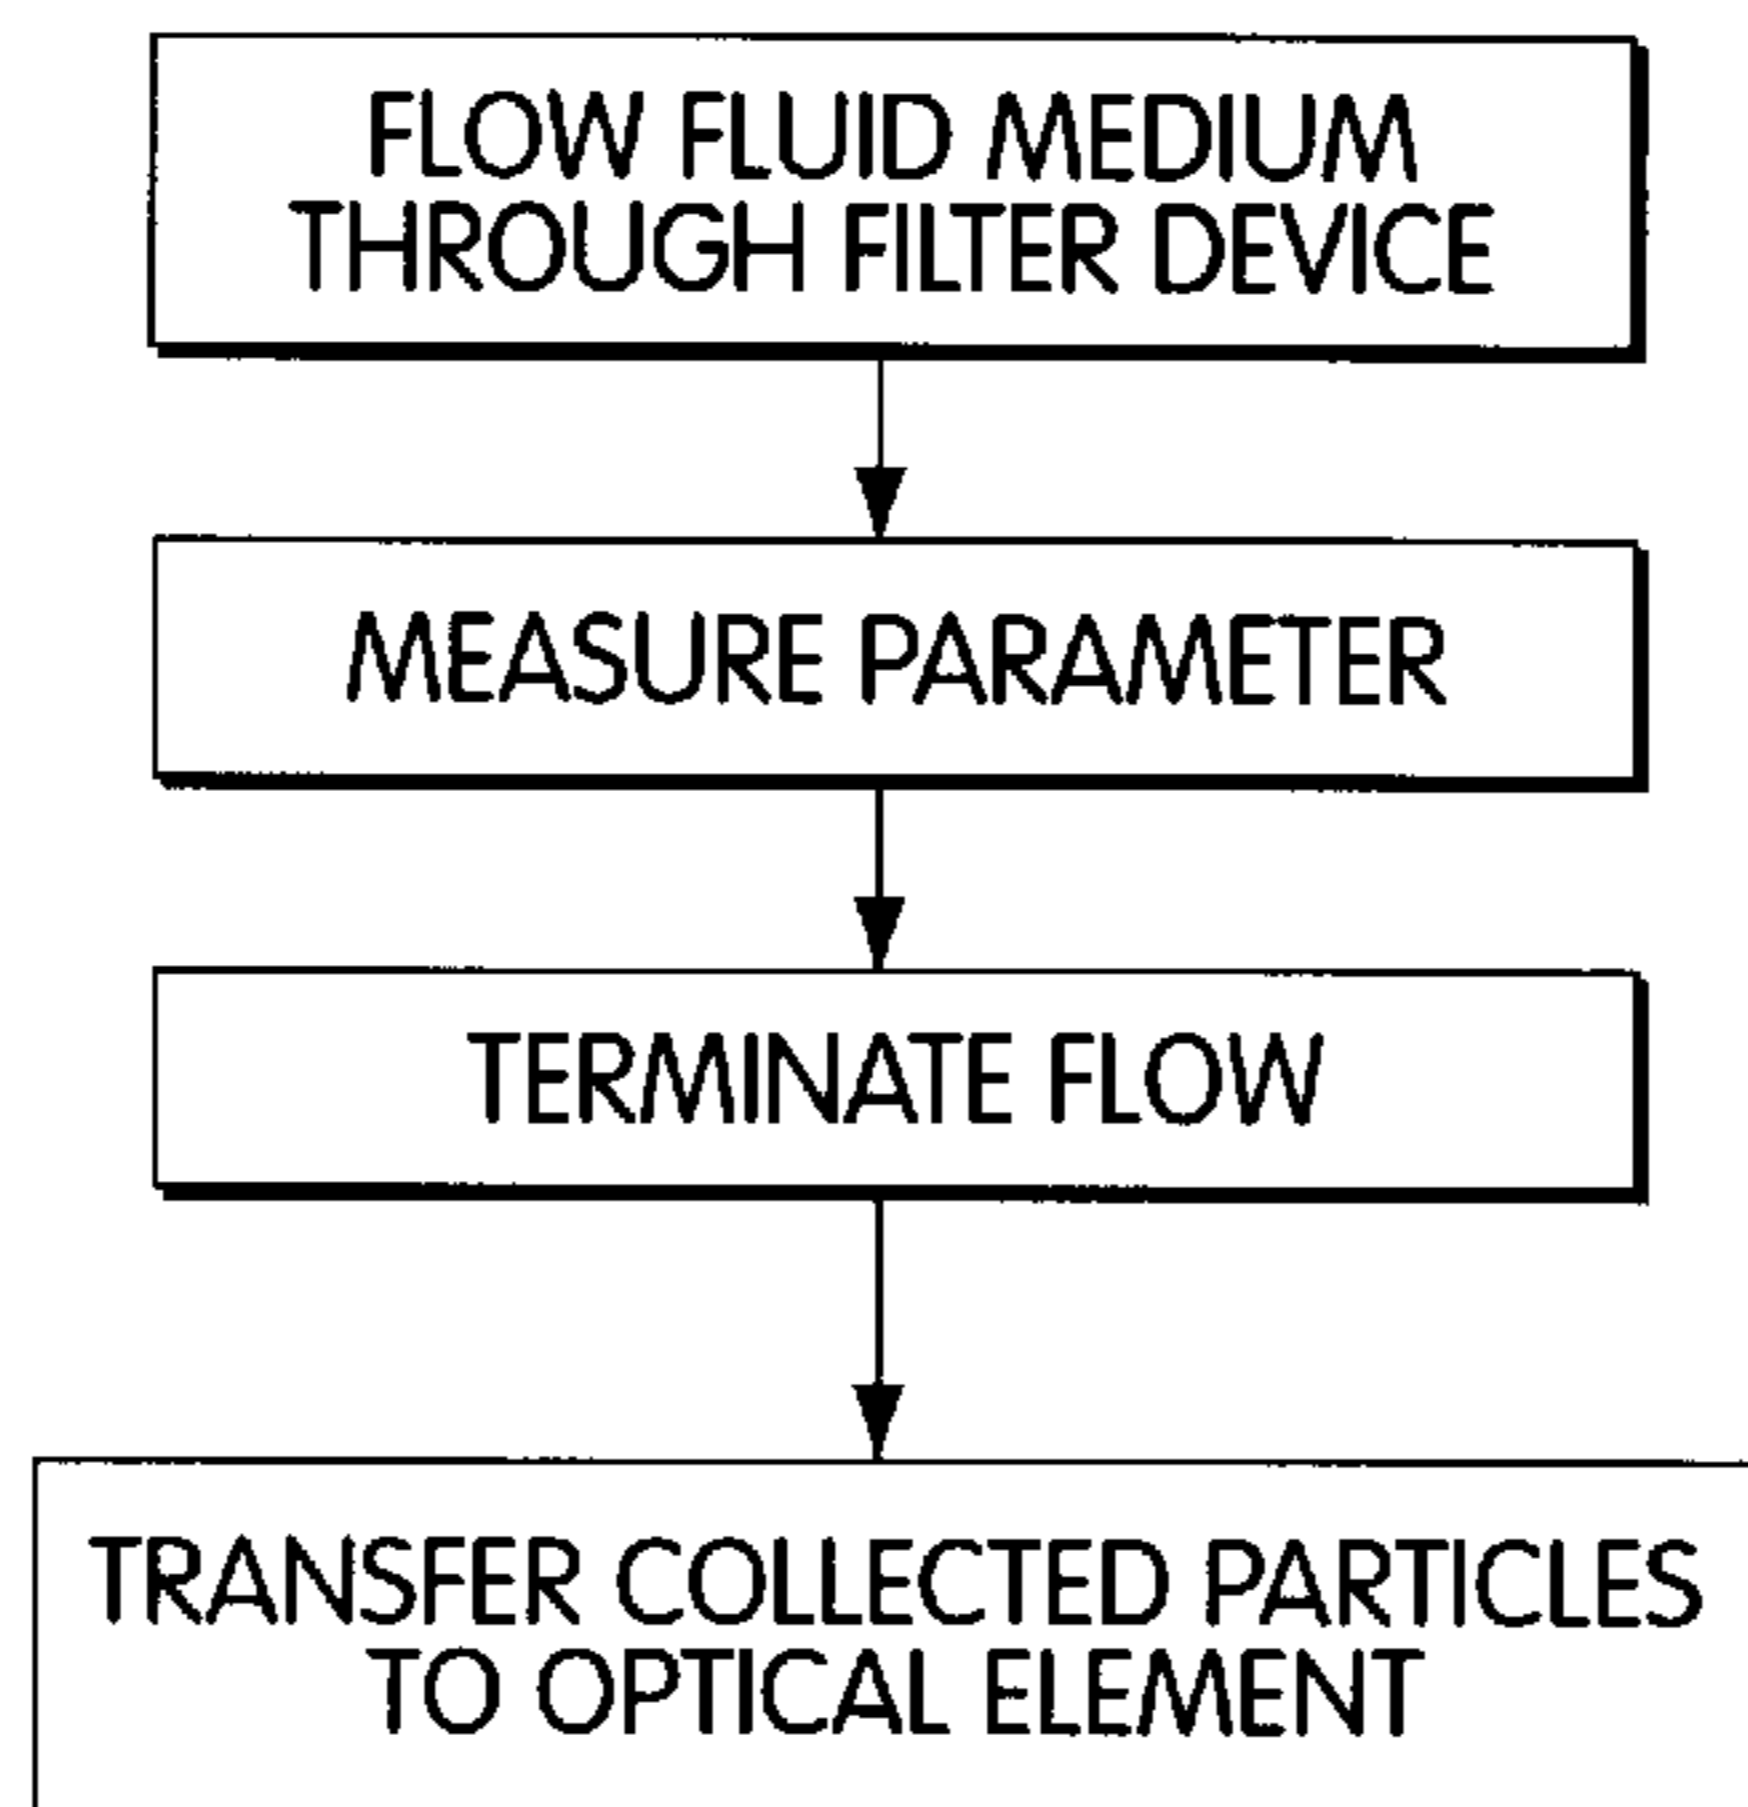 FLOW FLUID MEDIUM
THROUGH FILTER DEVICE
MEASURE PARAMETER
TERMINATE FLOW
TRANSFER COLLECTED PARTICLES
TO OPTICAL ELEMENT